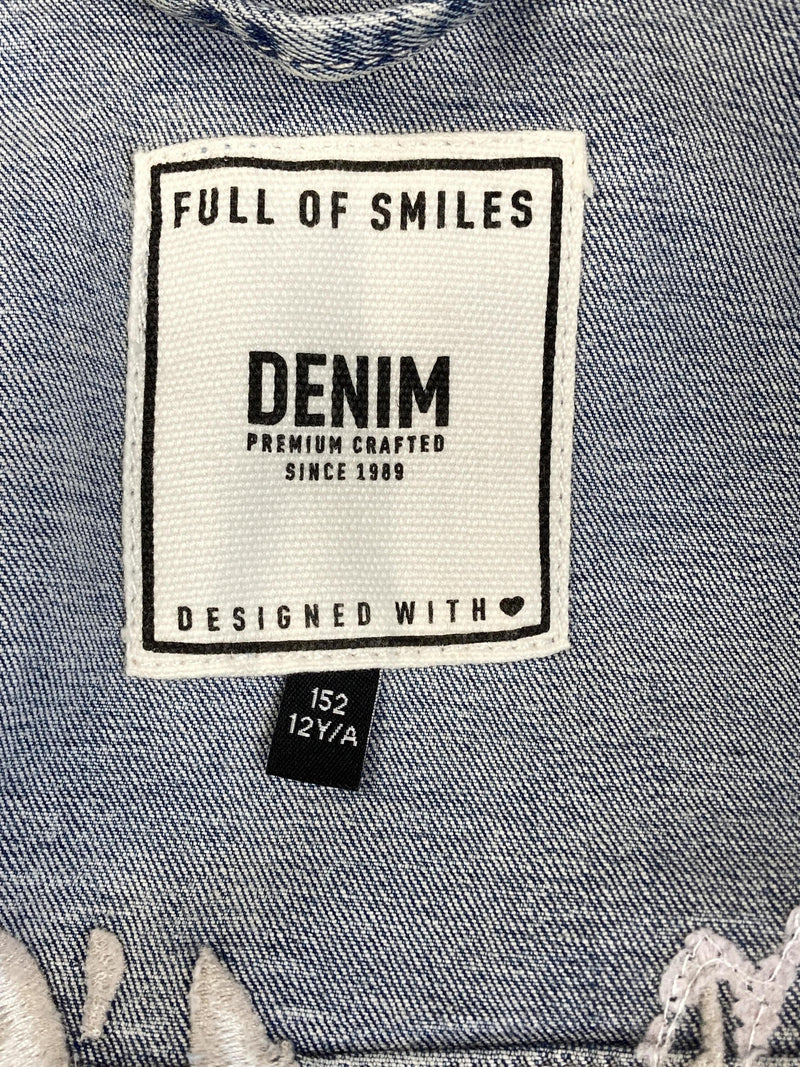 FULL OF SMILES
DENIM
PREMIUM CRAFTED
SINCE 1989
DESIGNED WITH ♥
152
12Y/A